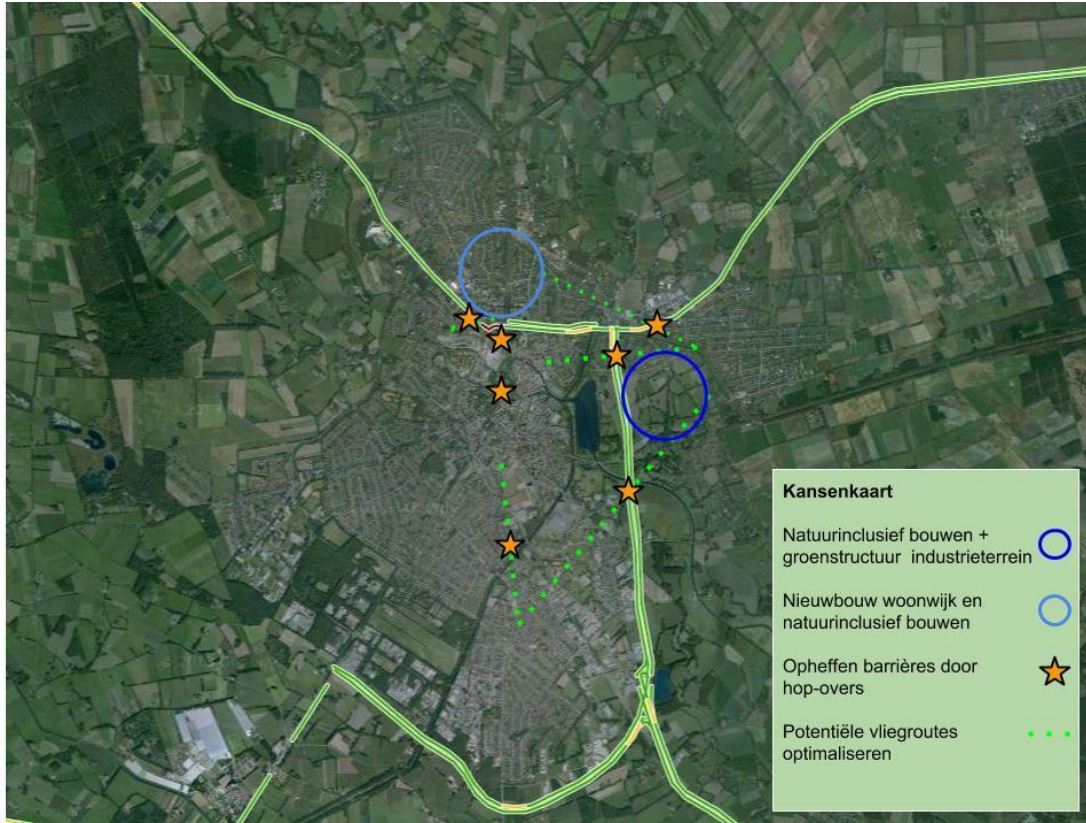 Kansenkaart
Natuurinclusief bouwen +
groenstructuur industrieterrein
Nieuwbouw woonwijk en
natuurinclusief bouwen
Opheffen barrières door
hop-overs
Potentiële vliegroutes
optimaliseren